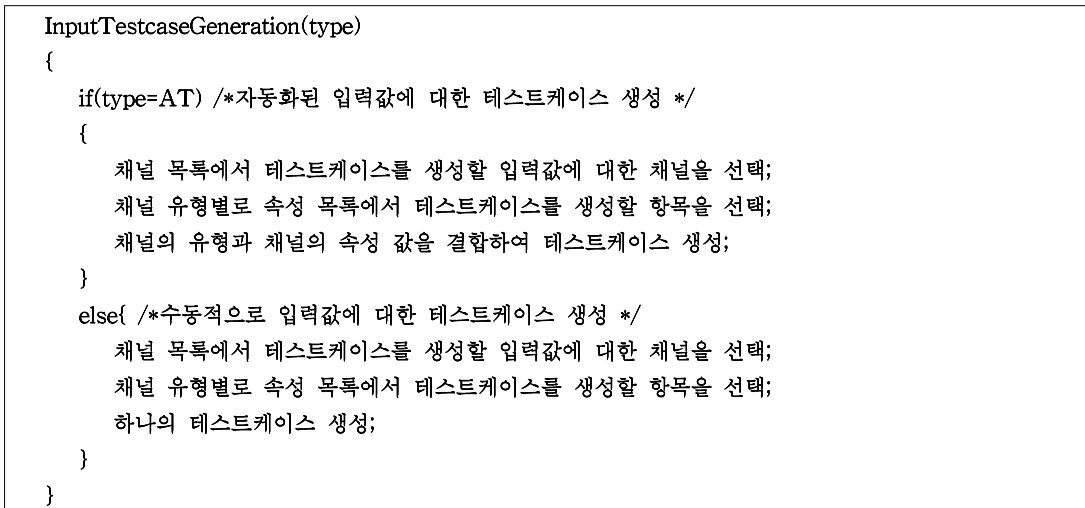 InputTestcaseGeneration(type)
{
if(type=AT) /*자동화된 입력값에 대한 테스트케이스 생성 */
{
채널 목록에서 테스트케이스를 생성할 입력값에 대한 채널을 선택;
채널 유형별로 속성 목록에서 테스트케이스를 생성할 항목을 선택;
채널의 유형과 채널의 속성 값을 결합하여 테스트케이스 생성;
}
else{ /*수동적으로 입력값에 대한 테스트케이스 생성 */
채널 목록에서 테스트케이스를 생성할 입력값에 대한 채널을 선택;
채널 유형별로 속성 목록에서 테스트케이스를 생성할 항목을 선택;
하나의 테스트케이스 생성;
}
}